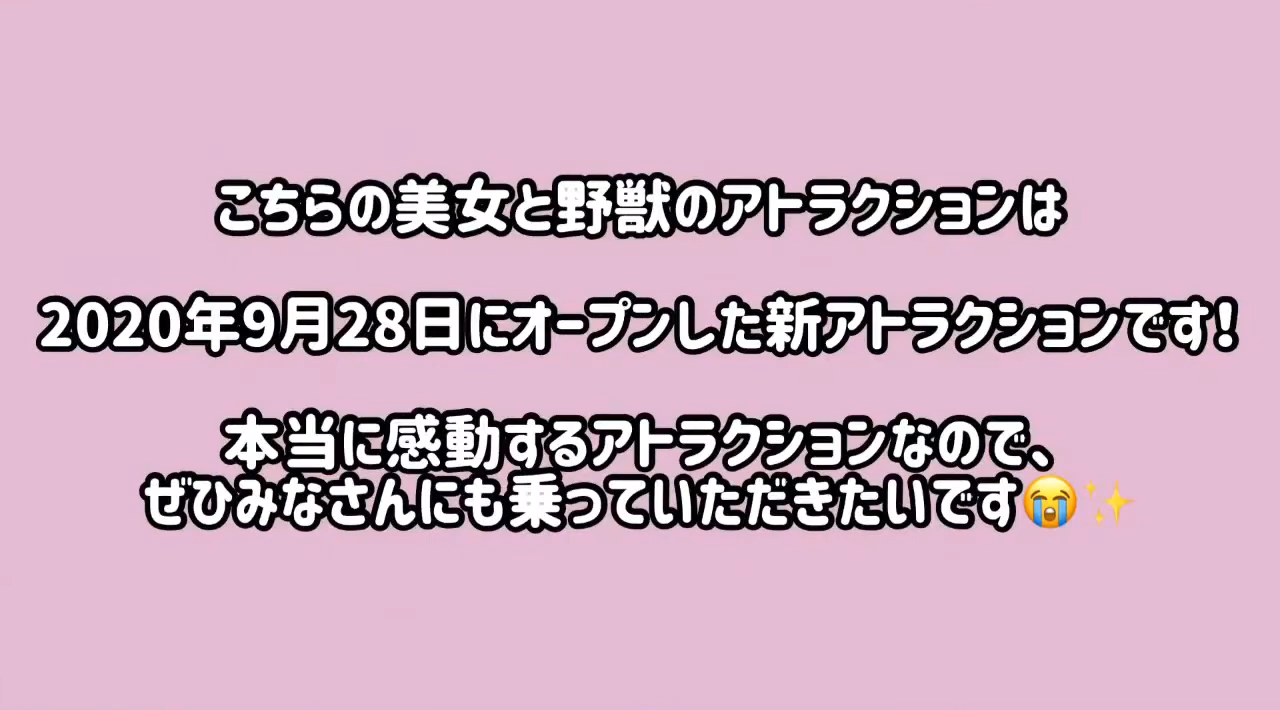 こちらの美女と野獣のアトラクションは
2020年9月28日にオープンした新アトラクションです！
本当に感動するアトラクションなので、
ぜひみなさんにも乗っていただきたいです😭✨